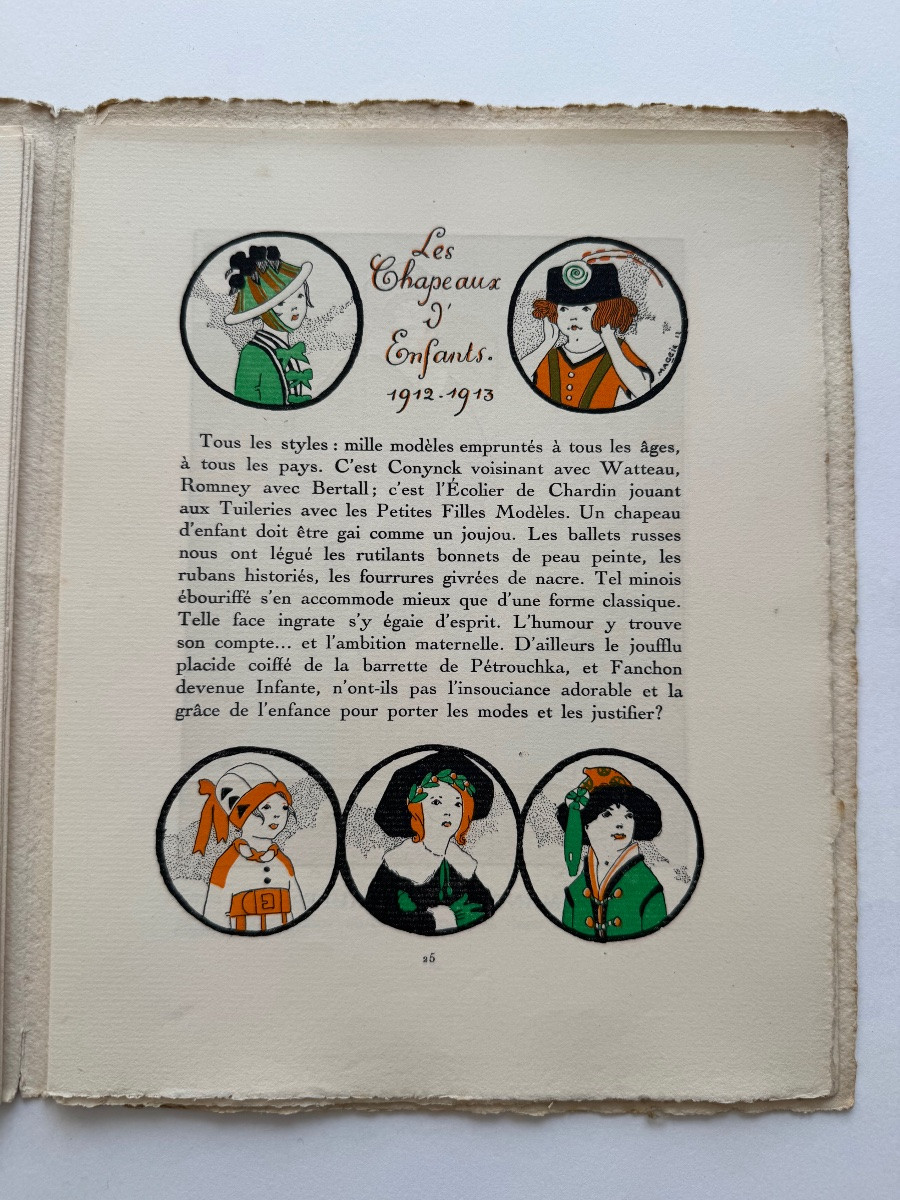 Les
Chapeaux
d'
Enfants.
1912-1913
MAGGIE
Tous les styles : mille modèles empruntés à tous les âges,
à tous les pays. C'est Conynck voisinant avec Watteau,
Romney avec Bertall ; c'est l'Écolier de Chardin jouant
aux Tuileries avec les Petites Filles Modèles. Un chapeau
d'enfant doit être gai comme un joujou. Les ballets russes
nous ont légué les rutilants bonnets de peau peinte, les
rubans historiés, les fourrures givrées de nacre. Tel minois
ébouriffé s'en accommode mieux que d'une forme classique.
Telle face ingrate s'y égaie d'esprit. L'humour y trouve
son compte... et l'ambition maternelle. D'ailleurs le joufflu
placide coiffé de la barrette de Pétrouchka, et Fanchon
devenue Infante, n'ont-ils pas l'insouciance adorable et la
grâce de l'enfance pour porter les modes et les justifier?
25